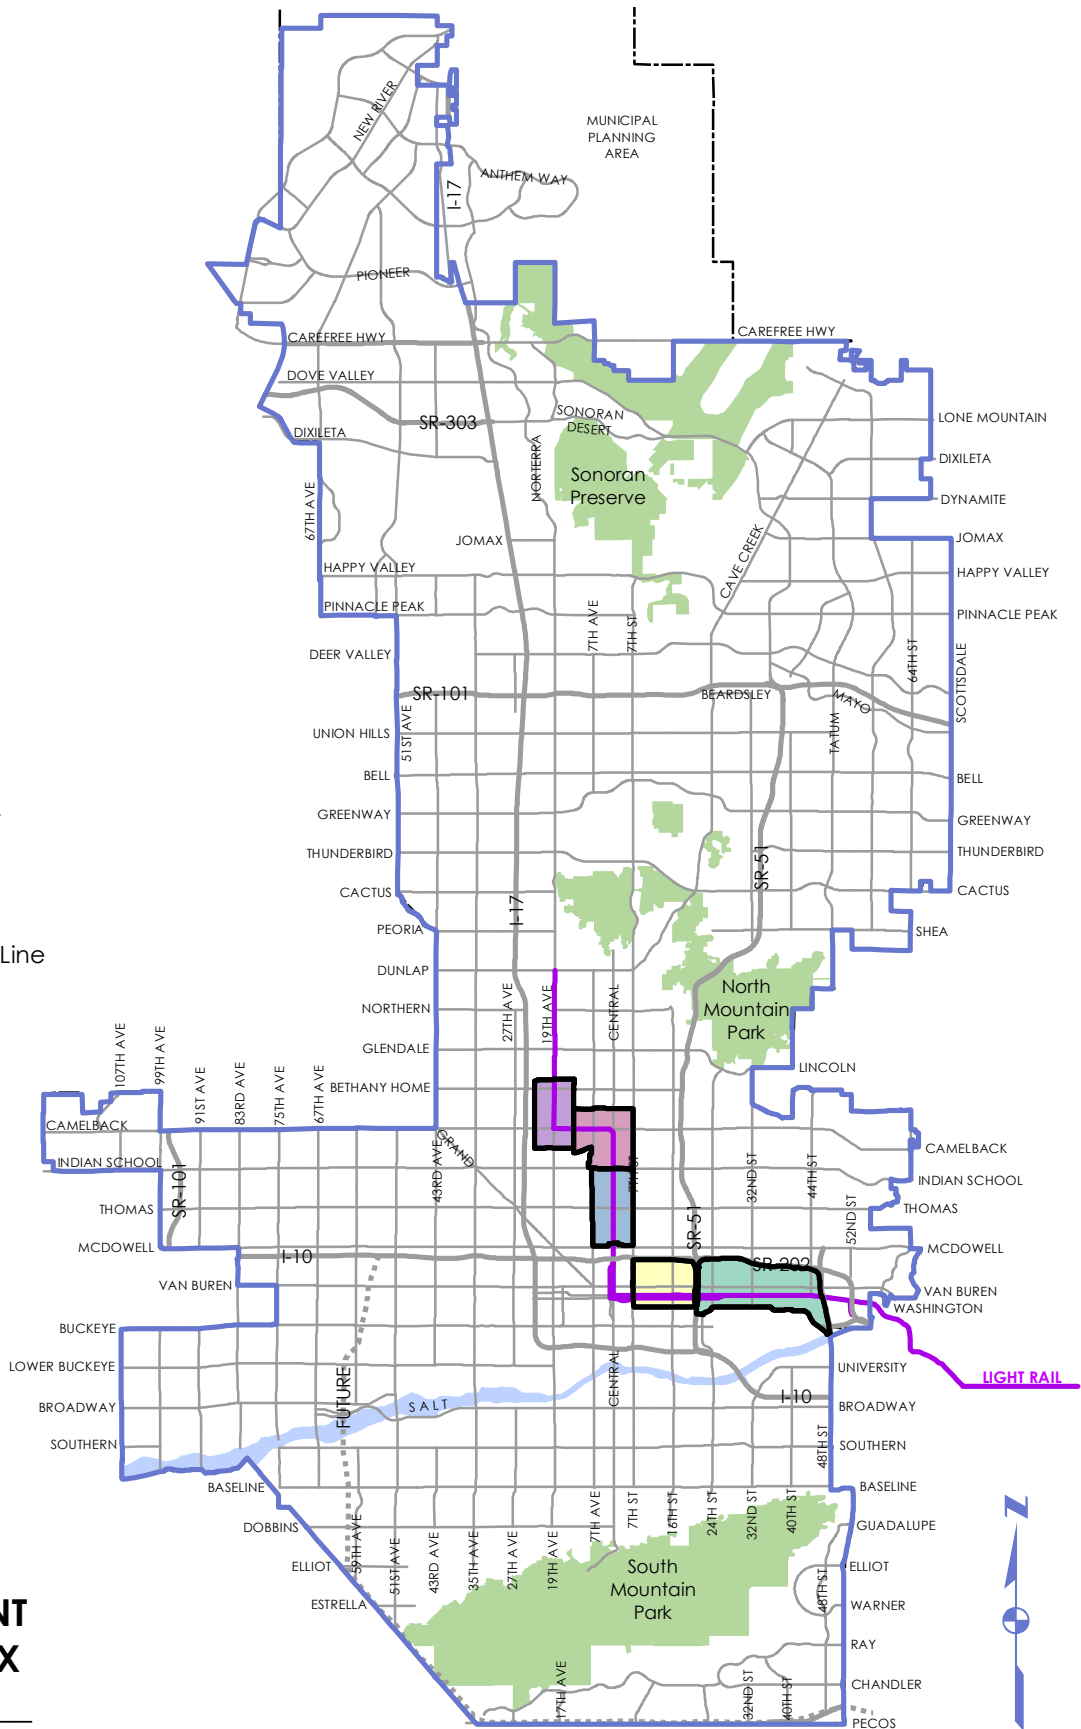 NEW RIVER
MUNICIPAL
PLANNING
AREA
ANTHEM WAY
I-17
PIONEER
CAREFREE HWY
CAREFREE HWY
DOVE VALLEY
SR-303
SONORAN
DESERT
LONE MOUNTAIN
DIXILETA
DIXILETA
NORTERRA
Sonoran
Preserve
67TH AVE
DYNAMITE
JOMAX
JOMAX
CAVE CREEK
HAPPY VALLEY
HAPPY VALLEY
PINNACLE PEAK
PINNACLE PEAK
7TH AVE
7TH ST
DEER VALLEY
64TH ST
SCOTTSDALE
SR-101
BEARDSLEY
MAYO
51ST AVE
TATUM
UNION HILLS
BELL
BELL
GREENWAY
GREENWAY
THUNDERBIRD
THUNDERBIRD
SR-51
CACTUS
CACTUS
I-17
PEORIA
SHEA
Line
DUNLAP
North
Mountain
Park
NORTHERN
27TH AVE
19TH AVE
CENTRAL
GLENDALE
107TH AVE
99TH AVE
91ST AVE
83RD AVE
75TH AVE
67TH AVE
BETHANY HOME
LINCOLN
CAMELBACK
GRAND
CAMELBACK
INDIAN SCHOOL
SR-101
43RD AVE
7TH ST
32ND ST
44TH ST
INDIAN SCHOOL
THOMAS
52ND ST
THOMAS
MCDOWELL
I-10
SR-51
SR-202
MCDOWELL
VAN BUREN
VAN BUREN
WASHINGTON
BUCKEYE
LOWER BUCKEYE
CENTRAL
UNIVERSITY
LIGHT RAIL
FUTURE
I-10
BROADWAY
SALT
BROADWAY
SOUTHERN
48TH ST
SOUTHERN
BASELINE
BASELINE
7TH AVE
7TH ST
16TH ST
24TH ST
32ND ST
40TH ST
DOBBINS
GUADALUPE
59TH AVE
51ST AVE
43RD AVE
35TH AVE
27TH AVE
19TH AVE
ELLIOT
South
Mountain
Park
ELLIOT
48TH ST
ESTRELLA
WARNER
NT
RAY
X
17TH AVE
32ND ST
40TH ST
CHANDLER
PECOS
N